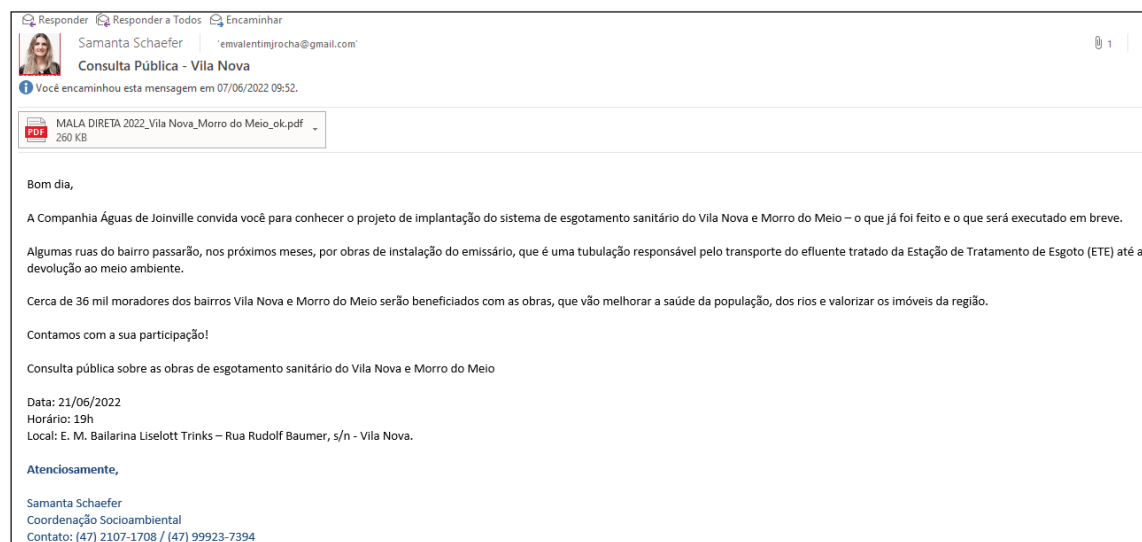 Responder Responder a Todos Encaminhar
Samanta Schaefer 'emvalentimjrocha@gmail.com' 1
Consulta Pública - Vila Nova
Você encaminhou esta mensagem em 07/06/2022 09:52.
PDF MALA DIRETA 2022_Vila Nova_Morro do Meio_ok.pdf
260 KB
Bom dia,
A Companhia Águas de Joinville convida você para conhecer o projeto de implantação do sistema de esgotamento sanitário do Vila Nova e Morro do Meio – o que já foi feito e o que será executado em breve.
Algumas ruas do bairro passarão, nos próximos meses, por obras de instalação do emissário, que é uma tubulação responsável pelo transporte do efluente tratado da Estação de Tratamento de Esgoto (ETE) até a
devolução ao meio ambiente.
Cerca de 36 mil moradores dos bairros Vila Nova e Morro do Meio serão beneficiados com as obras, que vão melhorar a saúde da população, dos rios e valorizar os imóveis da região.
Contamos com a sua participação!
Consulta pública sobre as obras de esgotamento sanitário do Vila Nova e Morro do Meio
Data: 21/06/2022
Horário: 19h
Local: E. M. Bailarina Liselott Trinks – Rua Rudolf Baumer, s/n - Vila Nova.
Atenciosamente,
Samanta Schaefer
Coordenação Socioambiental
Contato: (47) 2107-1708 / (47) 99923-7394